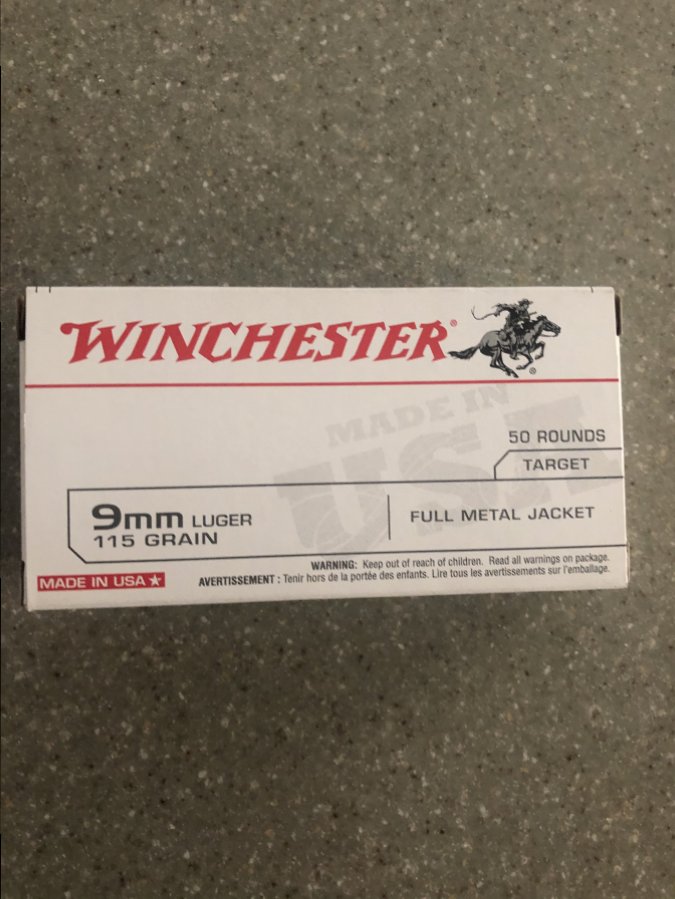 WINCHESTER®
®
MADE IN
USA
50 ROUNDS
TARGET
9mm LUGER
115 GRAIN
FULL METAL JACKET
WARNING: Keep out of reach of children. Read all warnings on package.
AVERTISSEMENT : Tenir hors de la portée des enfants. Lire tous les avertissements sur l'emballage.
MADE IN USA ★